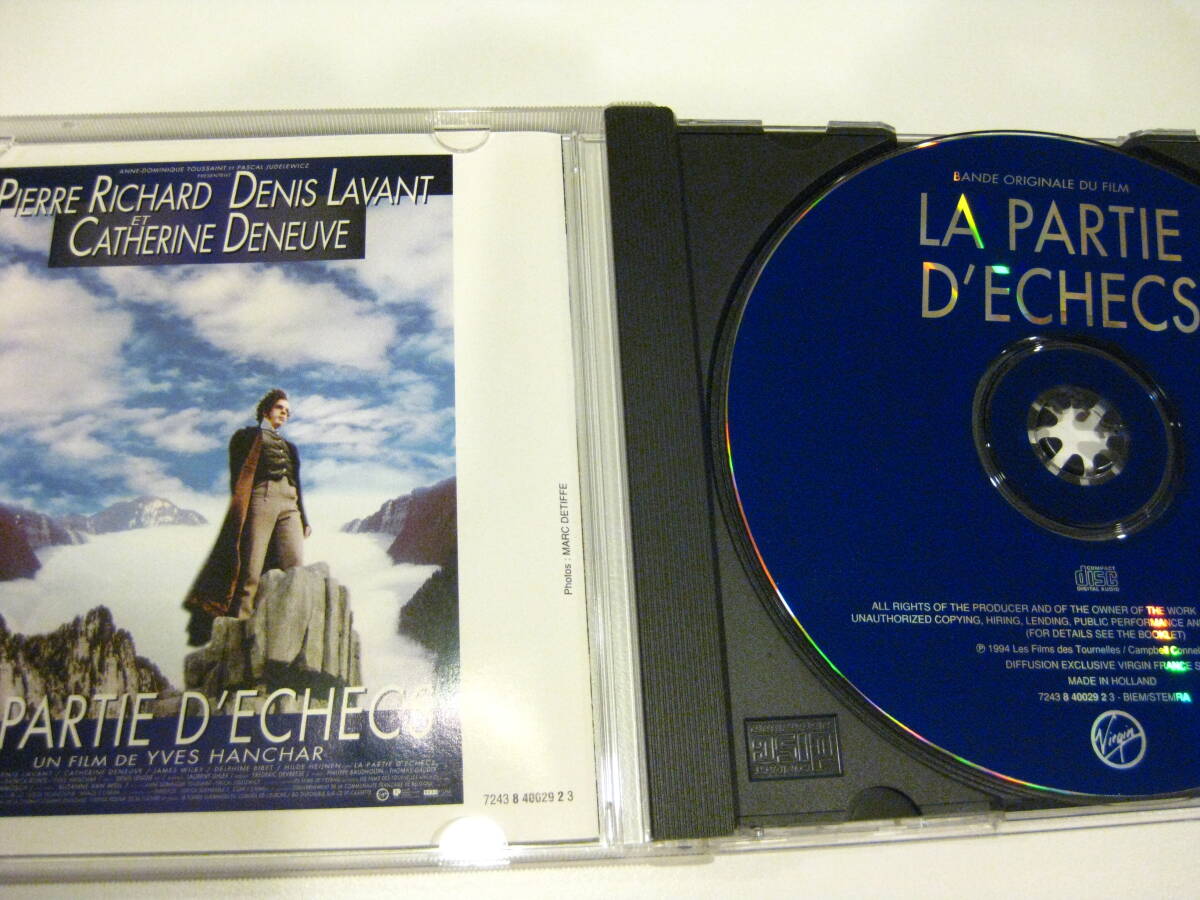 ANNE-DOMINIQUE TOUSSAINT ET PASCAL JUDELEWICZ
PRÉSENTENT
PIERRE RICHARD DENIS LAVANT
ET
CATHERINE DENEUVE
PARTIE D'ECHECS
UN FILM DE YVES HANCHAR
Photos : MARC DETIFFE
7243 8 40029 2 3
BANDE ORIGINALE DU FILM
LA PARTIE
D'ECHECS
COMPACT
disc
DIGITAL AUDIO
ALL RIGHTS OF THE PRODUCER AND OF THE OWNER OF THE WORK
UNAUTHORIZED COPYING, HIRING, LENDING, PUBLIC PERFORMANCE AND
(FOR DETAILS SEE THE BOOKLET)
℗ 1994 Les Films des Tournelles / Campbell Connel
DIFFUSION EXCLUSIVE VIRGIN FRANCE S
MADE IN HOLLAND
7243 8 40029 2 3 - BIEM/STEMRA
Virgin